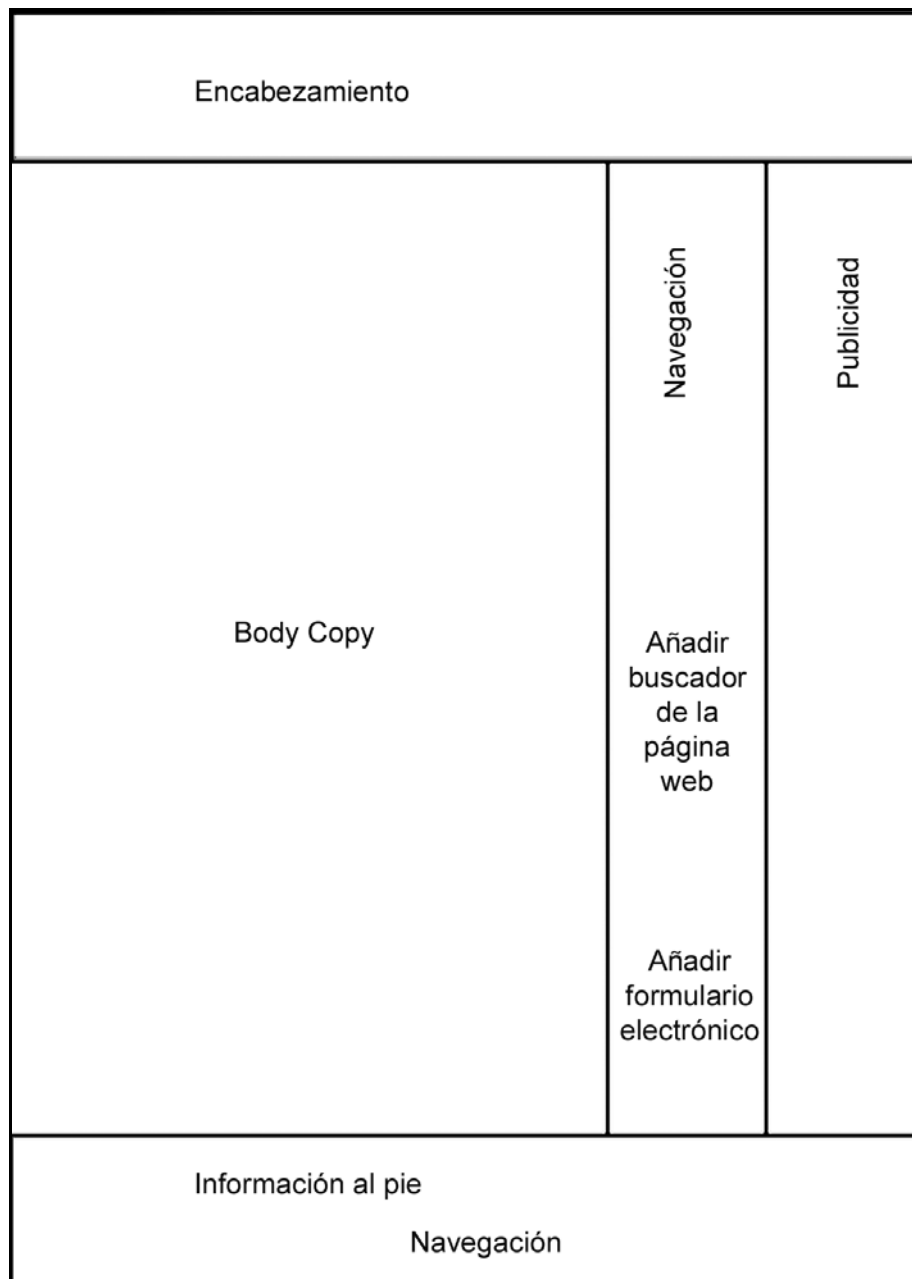 Encabezamiento
Navegación
Publicidad
Body Copy
Añadir
buscador
de la
página
web
Añadir
formulario
electrónico
Información al pie
Navegación